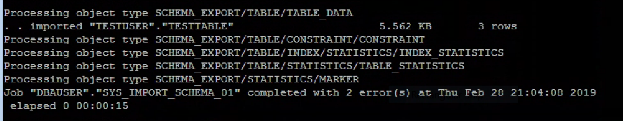 Processing object type SCHEMA_EXPORT/TABLE/TABLE_DATA
. . imported "TESTUSER"."TESTTABLE" 5.562 KB 3 rows
Processing object type SCHEMA_EXPORT/TABLE/CONSTRAINT/CONSTRAINT
Processing object type SCHEMA_EXPORT/TABLE/INDEX/STATISTICS/INDEX_STATISTICS
Processing object type SCHEMA_EXPORT/TABLE/STATISTICS/TABLE_STATISTICS
Processing object type SCHEMA_EXPORT/STATISTICS/MARKER
Job "DBAUSER"."SYS_IMPORT_SCHEMA_01" completed with 2 error(s) at Thu Feb 28 21:04:08 2019
elapsed 0 00:00:15